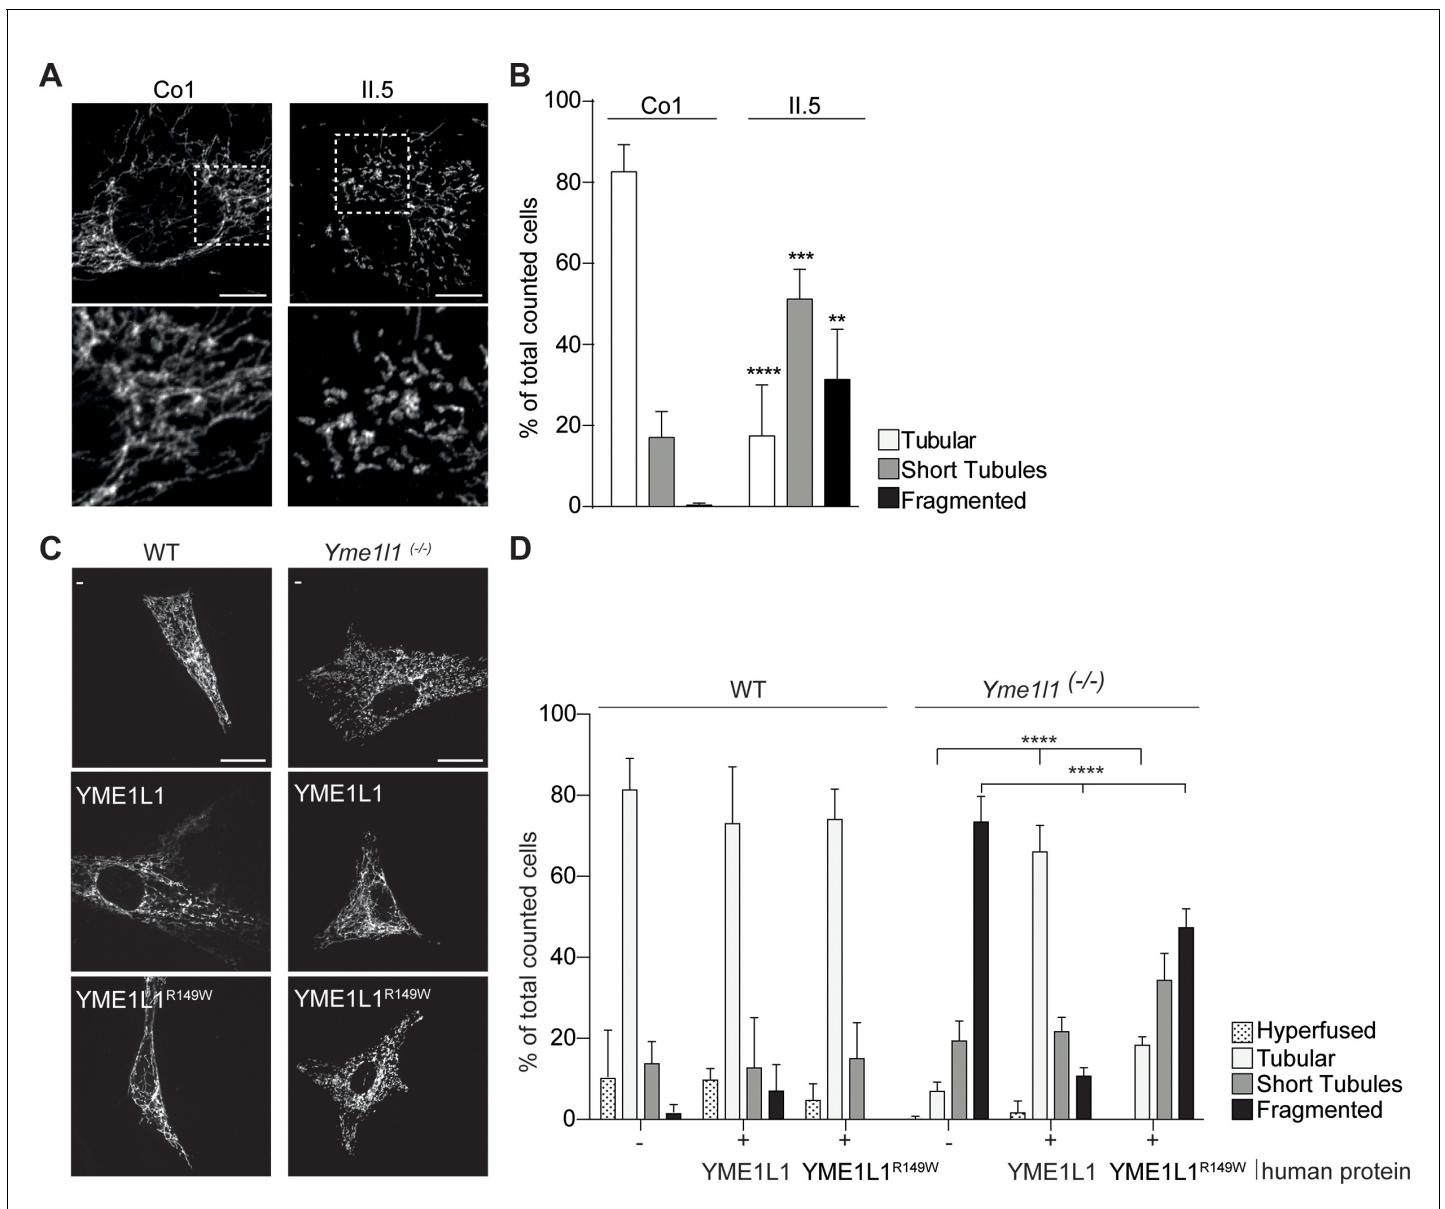 A
Co1
II.5
B
100
80
60
40
20
0
% of total counted cells
Co1
II.5
****
***
**
Tubular
Short Tubules
Fragmented
C
WT
Yme1l1 (-/-)
-
-
YME1L1
YME1L1
YME1L1R149W
YME1L1R149W
D
WT
Yme1l1 (-/-)
100
80
60
40
20
0
% of total counted cells
****
****
Hyperfused
Tubular
Short Tubules
Fragmented
- + + - + +
YME1L1 YME1L1R149W YME1L1 YME1L1R149W human protein